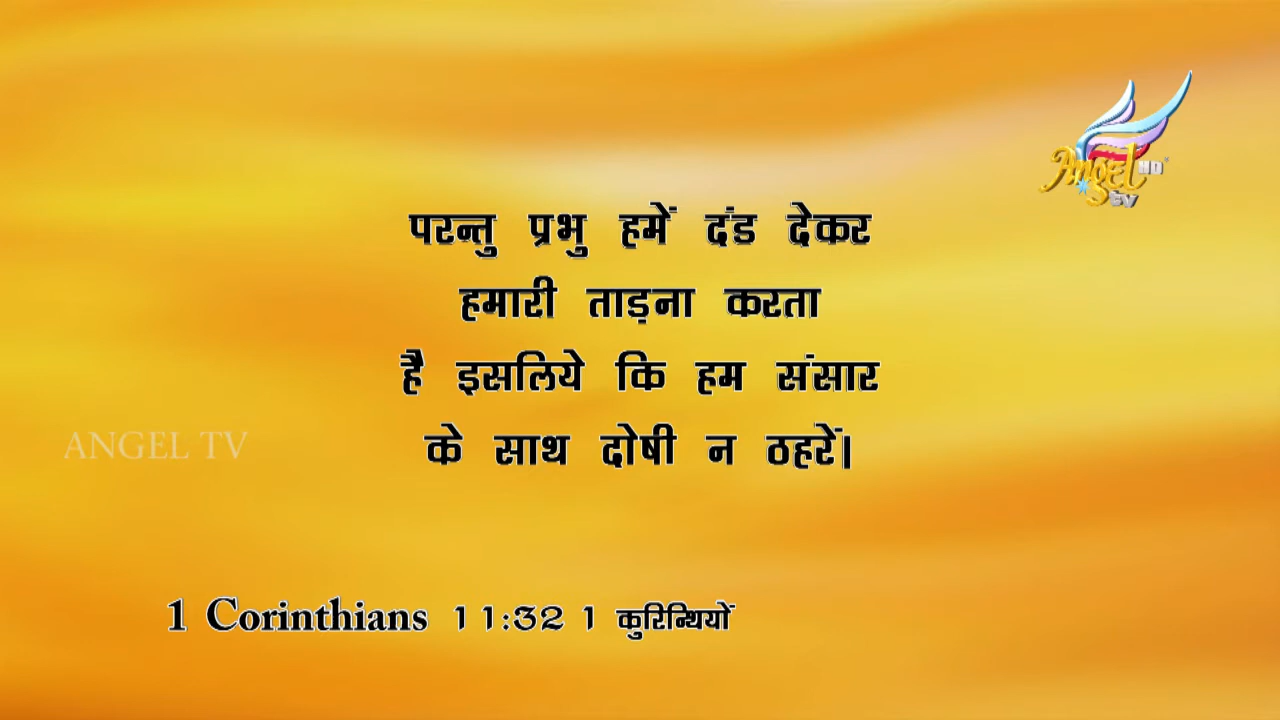 Angel HD
tv
परन्तु प्रभु हमें दंड देकर
हमारी ताड़ना करता
है इसलिये कि हम संसार
के साथ दोषी न ठहरें।
ANGEL TV
1 Corinthians 11:32 1 कुरिन्थियों